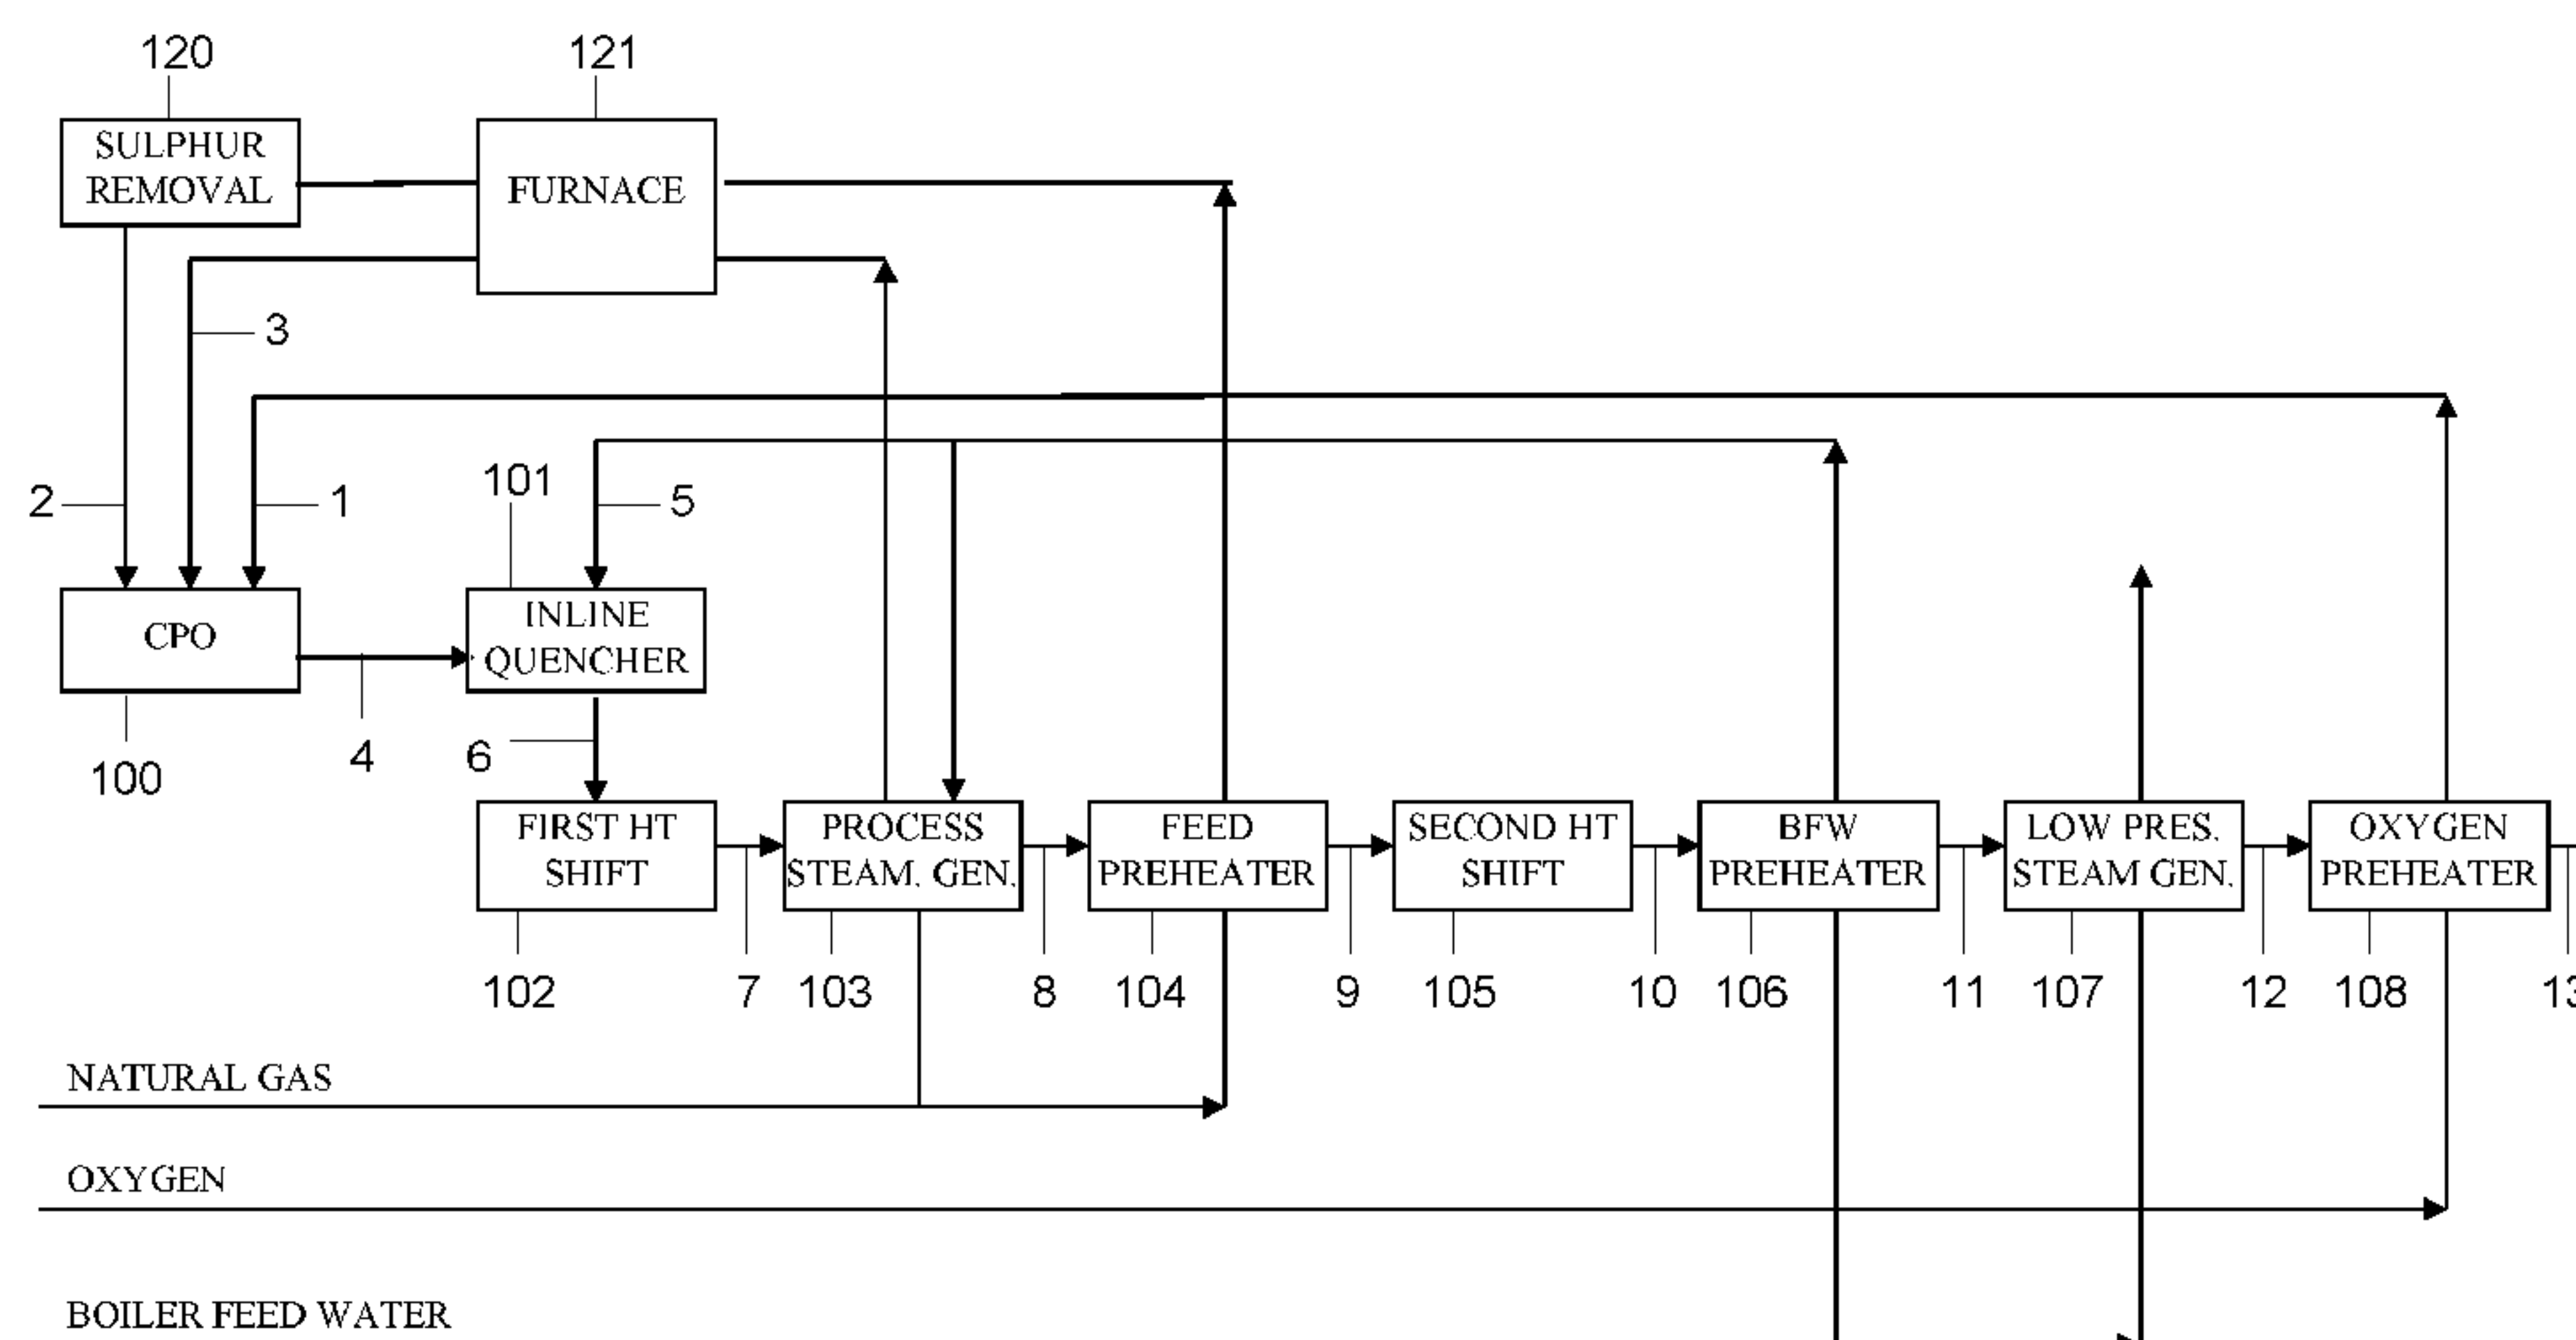 120
121
SULPHUR
REMOVAL
FURNACE
3
2
1
101
5
CPO
INLINE
QUENCHER
4
6
100
FIRST HT
SHIFT
PROCESS
STEAM. GEN.
FEED
PREHEATER
SECOND HT
SHIFT
BFW
PREHEATER
LOW PRES.
STEAM GEN.
OXYGEN
PREHEATER
102
7
103
8
104
9
105
10
106
11
107
12
108
NATURAL GAS
OXYGEN
BOILER FEED WATER